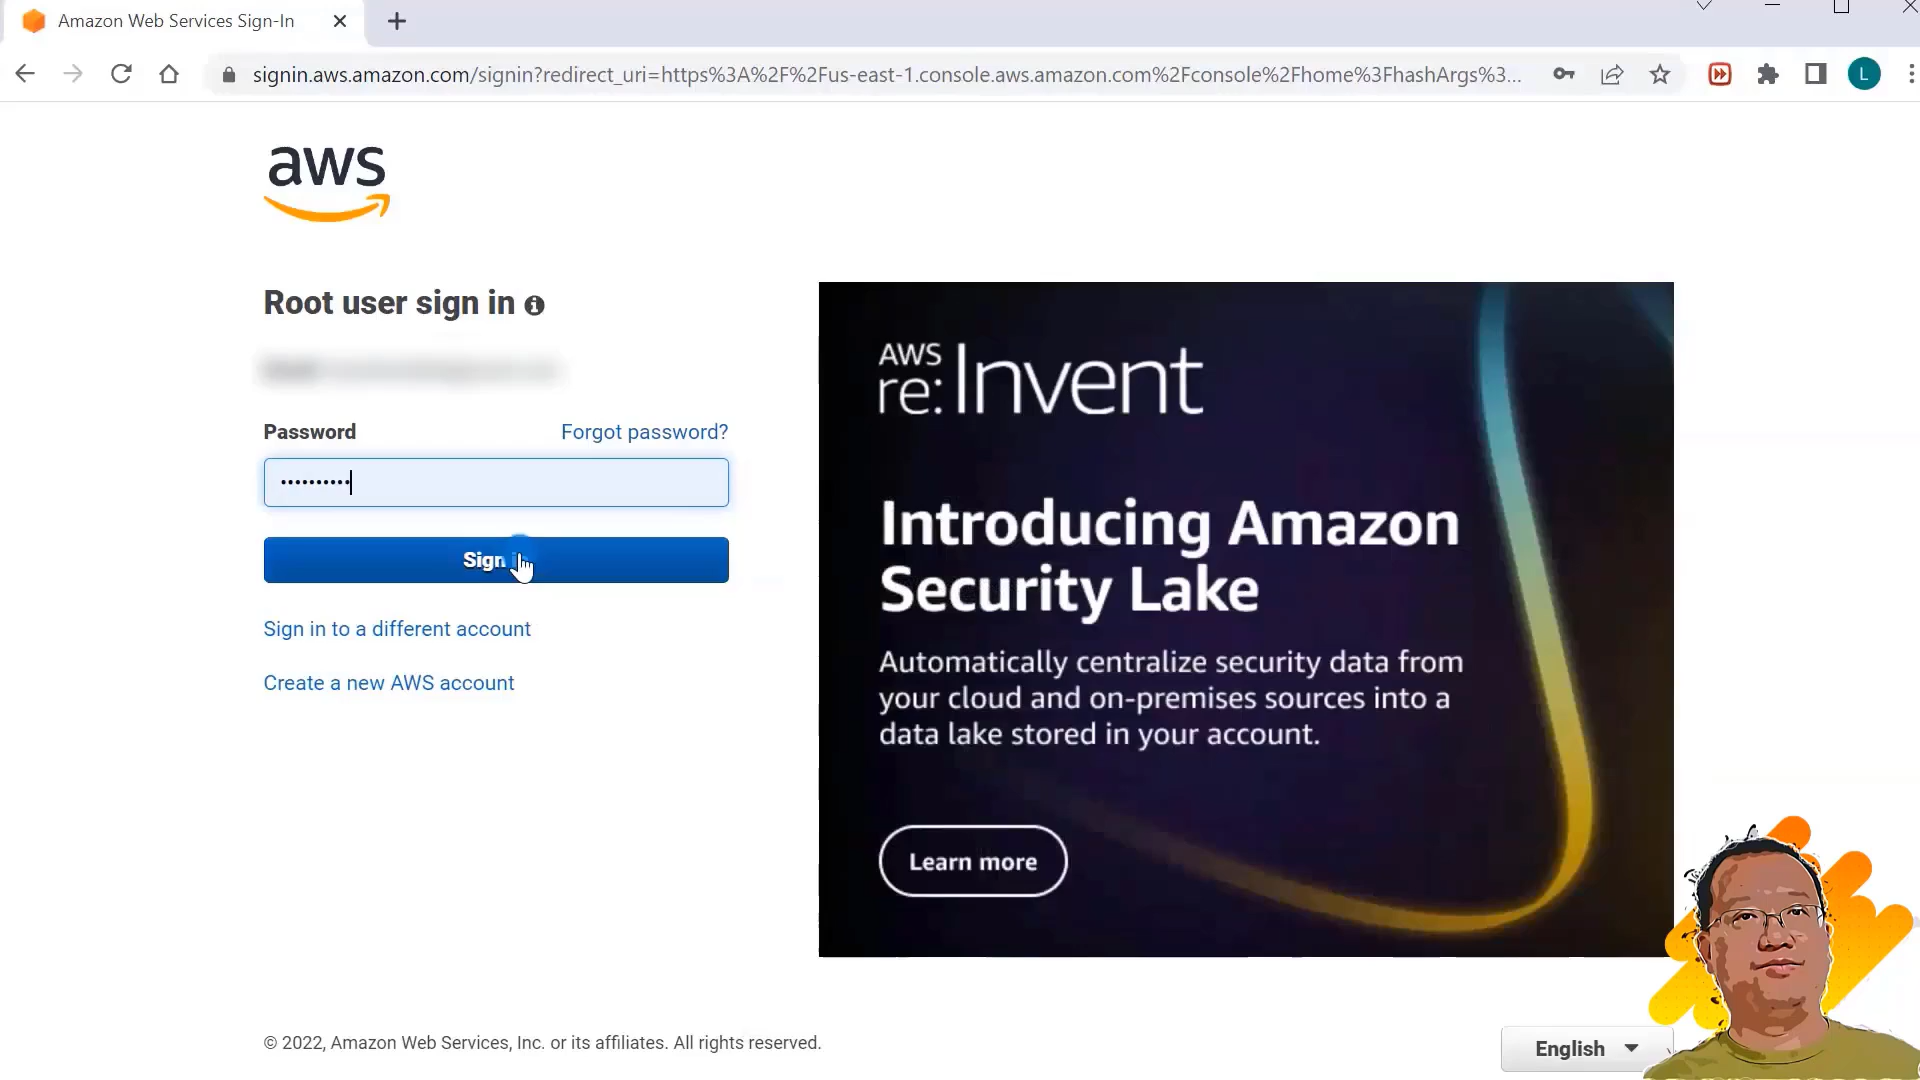 Amazon Web Services Sign-In
signin.aws.amazon.com/signin?redirect_uri=https%3A%2F%2Fus-east-1.console.aws.amazon.com%2Fconsole%2Fhome%3FhashArgs%3...
L
aws
Root user sign in
Password
Forgot password?
Sign
Sign in to a different account
Create a new AWS account
AWS
re:Invent
Introducing Amazon
Security Lake
Automatically centralize security data from
your cloud and on-premises sources into a
data lake stored in your account.
Learn more
© 2022, Amazon Web Services, Inc. or its affiliates. All rights reserved.
English